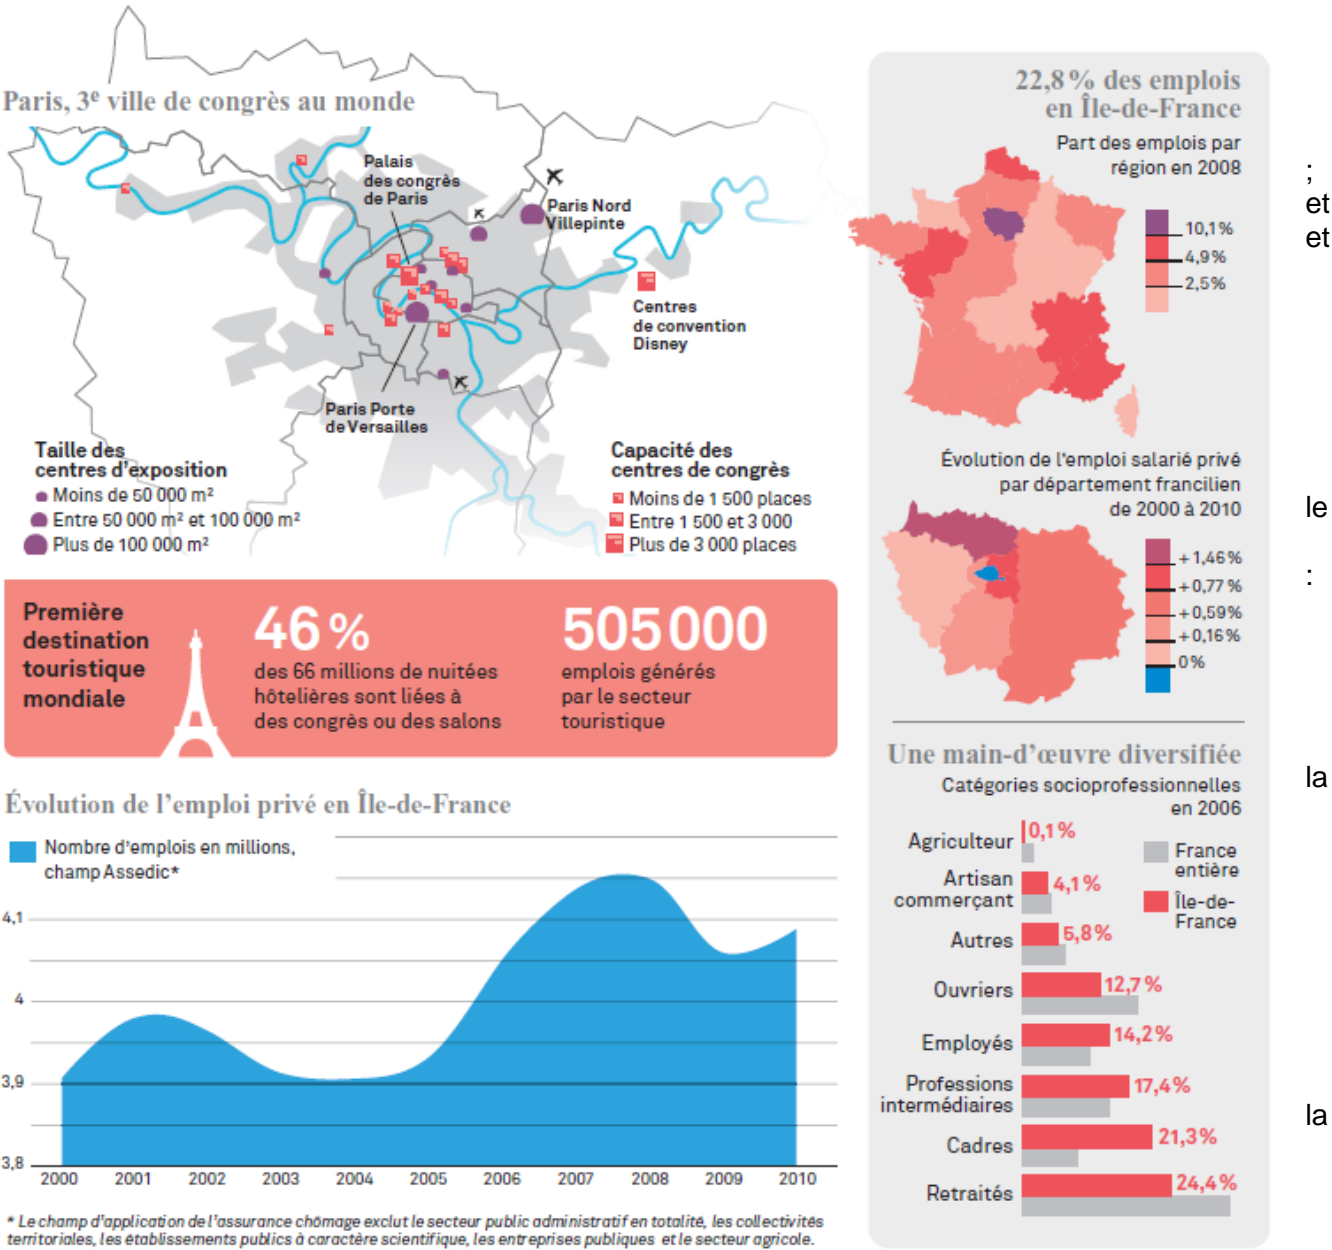 Paris, 3e ville de congrès au monde
Palais
des congrès
de Paris
Paris Nord
Villepinte
Centres
de convention
Disney
Paris Porte
de Versailles
Taille des
centres d'exposition
Moins de 50 000 m²
Entre 50 000 m² et 100 000 m²
Plus de 100 000 m²
Capacité des
centres de congrès
Moins de 1 500 places
Entre 1 500 et 3 000
Plus de 3 000 places
Première
destination
touristique
mondiale
46 %
des 66 millions de nuitées
hôtelières sont liées à
des congrès ou des salons
505 000
emplois générés
par le secteur
touristique
Évolution de l'emploi privé en Île-de-France
Nombre d'emplois en millions,
champ Assedic*
4,1
4
3,9
3,8
2000 2001 2002 2003 2004 2005 2006 2007 2008 2009 2010
* Le champ d'application de l'assurance chômage exclut le secteur public administratif en totalité, les collectivités
territoriales, les établissements publics à caractère scientifique, les entreprises publiques et le secteur agricole.
22,8 % des emplois
en Île-de-France
Part des emplois par
région en 2008
10,1 %
4,9 %
2,5 %
Évolution de l'emploi salarié privé
par département francilien
de 2000 à 2010
+ 1,46 %
+ 0,77 %
+ 0,59 %
+ 0,16 %
0 %
Une main-d'œuvre diversifiée
Catégories socioprofessionnelles
en 2006
France
entière
Île-de-
France
Agriculteur 0,1 %
Artisan
commerçant 4,1 %
Autres 5,8 %
Ouvriers 12,7 %
Employés 14,2 %
Professions
intermédiaires 17,4 %
Cadres 21,3 %
Retraités 24,4 %
;
et
et
le
:
la
la